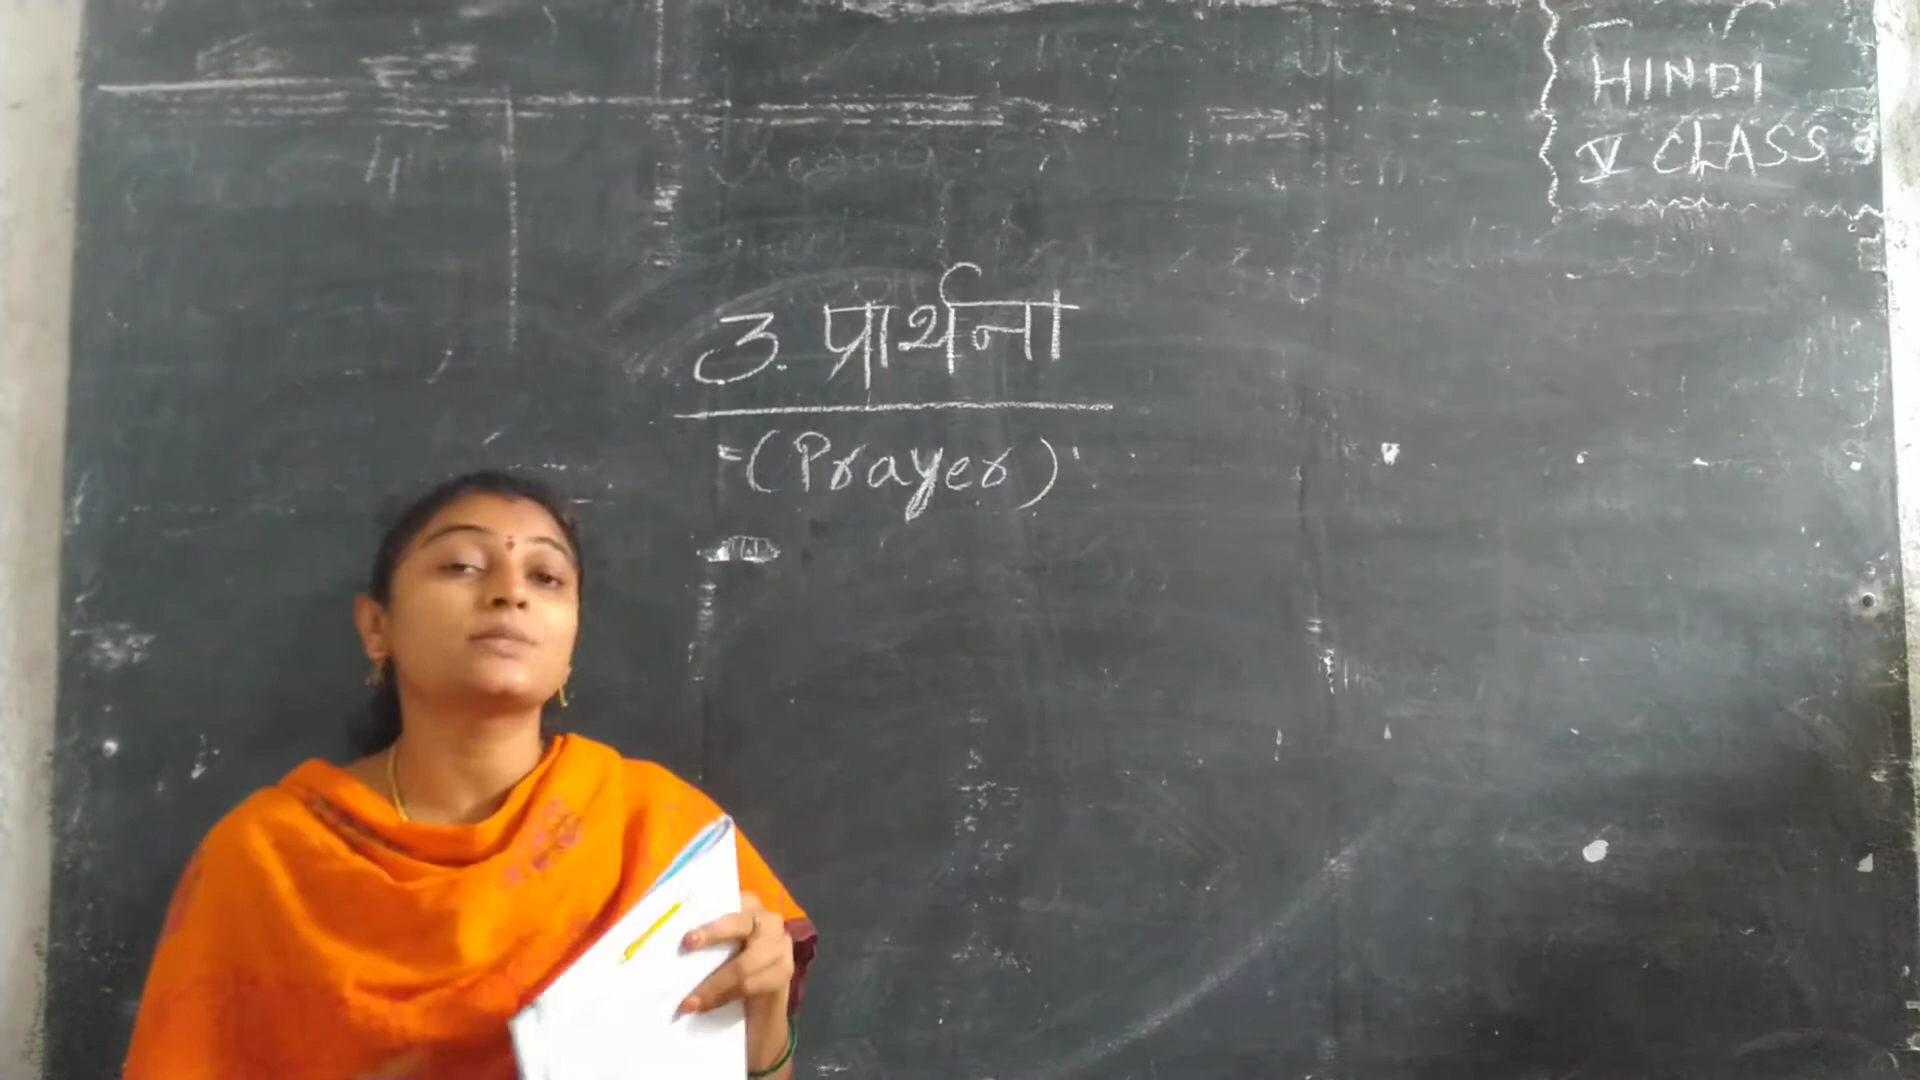 HINDI
V CLASS
3. प्रार्थना
(Prayer)